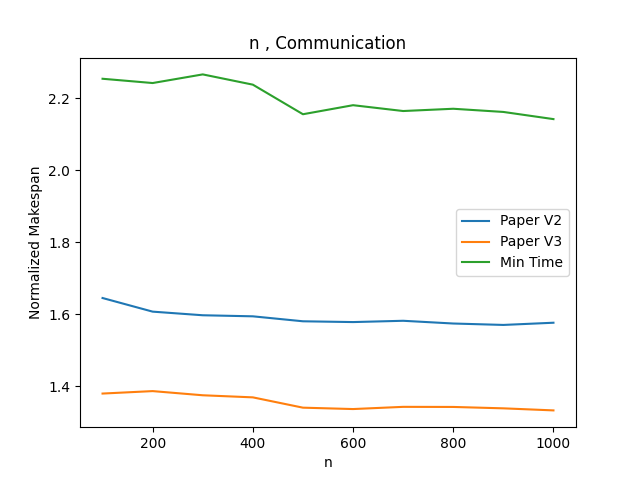 n , Communication
Normalized Makespan
2.2
2.0
1.8
1.6
1.4
Paper V2
Paper V3
Min Time
200
400
600
800
1000
n